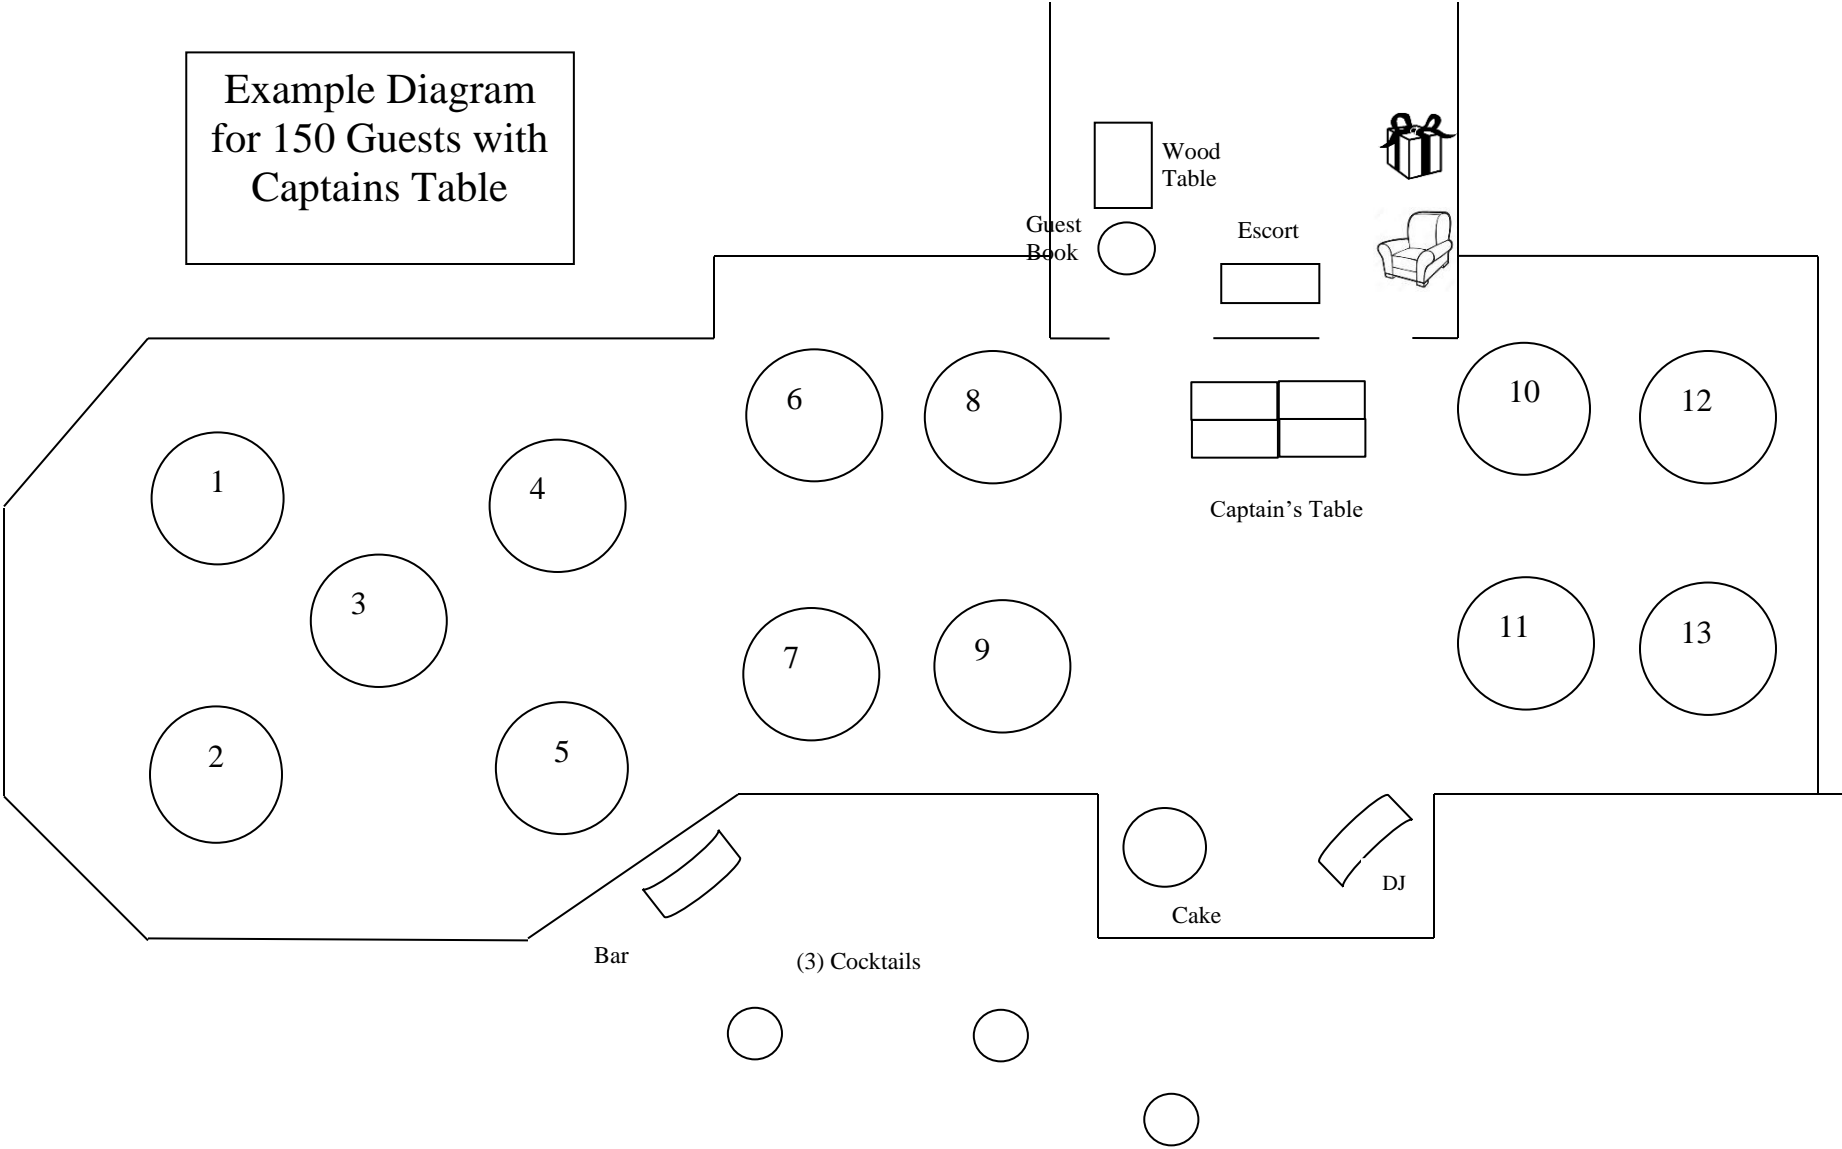 Example Diagram
for 150 Guests with
Captains Table
Wood
Table
Guest
Book
Escort
6
8
10
12
1
4
Captain’s Table
3
7
9
11
13
2
5
DJ
Cake
Bar
(3) Cocktails